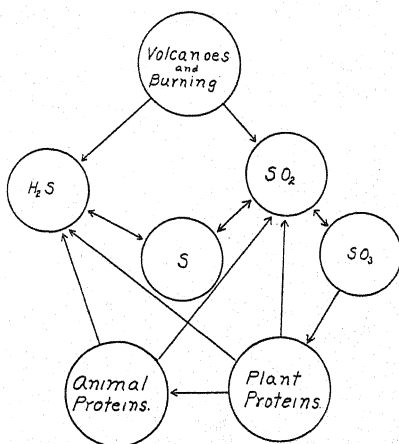 Volcanoes
and
Burning
H₂S
SO₂
S
SO₃
Animal
Proteins.
Plant
Proteins.